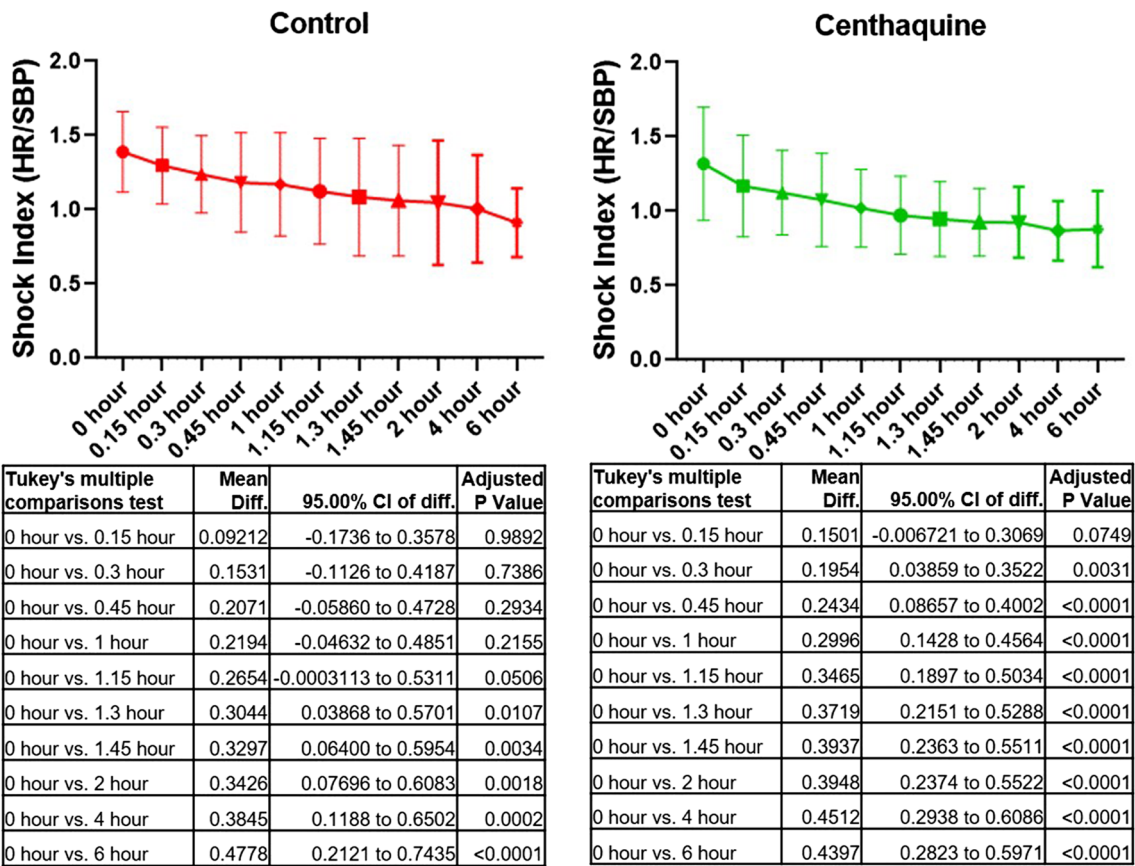 Control
Shock Index (HR/SBP)
2.0
1.5
1.0
0.5
0.0
0 hour
0.15 hour
0.3 hour
0.45 hour
1 hour
1.15 hour
1.3 hour
1.45 hour
2 hour
4 hour
6 hour
Tukey's multiple comparisons test Mean Diff. 95.00% CI of diff. Adjusted P Value
0 hour vs. 0.15 hour 0.09212 -0.1736 to 0.3578 0.9892
0 hour vs. 0.3 hour 0.1531 -0.1126 to 0.4187 0.7386
0 hour vs. 0.45 hour 0.2071 -0.05860 to 0.4728 0.2934
0 hour vs. 1 hour 0.2194 -0.04632 to 0.4851 0.2155
0 hour vs. 1.15 hour 0.2654 -0.0003113 to 0.5311 0.0506
0 hour vs. 1.3 hour 0.3044 0.03868 to 0.5701 0.0107
0 hour vs. 1.45 hour 0.3297 0.06400 to 0.5954 0.0034
0 hour vs. 2 hour 0.3426 0.07696 to 0.6083 0.0018
0 hour vs. 4 hour 0.3845 0.1188 to 0.6502 0.0002
0 hour vs. 6 hour 0.4778 0.2121 to 0.7435 <0.0001
Centhaquine
Shock Index (HR/SBP)
2.0
1.5
1.0
0.5
0.0
0 hour
0.15 hour
0.3 hour
0.45 hour
1 hour
1.15 hour
1.3 hour
1.45 hour
2 hour
4 hour
6 hour
Tukey's multiple comparisons test Mean Diff. 95.00% CI of diff. Adjusted P Value
0 hour vs. 0.15 hour 0.1501 -0.006721 to 0.3069 0.0749
0 hour vs. 0.3 hour 0.1954 0.03859 to 0.3522 0.0031
0 hour vs. 0.45 hour 0.2434 0.08657 to 0.4002 <0.0001
0 hour vs. 1 hour 0.2996 0.1428 to 0.4564 <0.0001
0 hour vs. 1.15 hour 0.3465 0.1897 to 0.5034 <0.0001
0 hour vs. 1.3 hour 0.3719 0.2151 to 0.5288 <0.0001
0 hour vs. 1.45 hour 0.3937 0.2363 to 0.5511 <0.0001
0 hour vs. 2 hour 0.3948 0.2374 to 0.5522 <0.0001
0 hour vs. 4 hour 0.4512 0.2938 to 0.6086 <0.0001
0 hour vs. 6 hour 0.4397 0.2823 to 0.5971 <0.0001